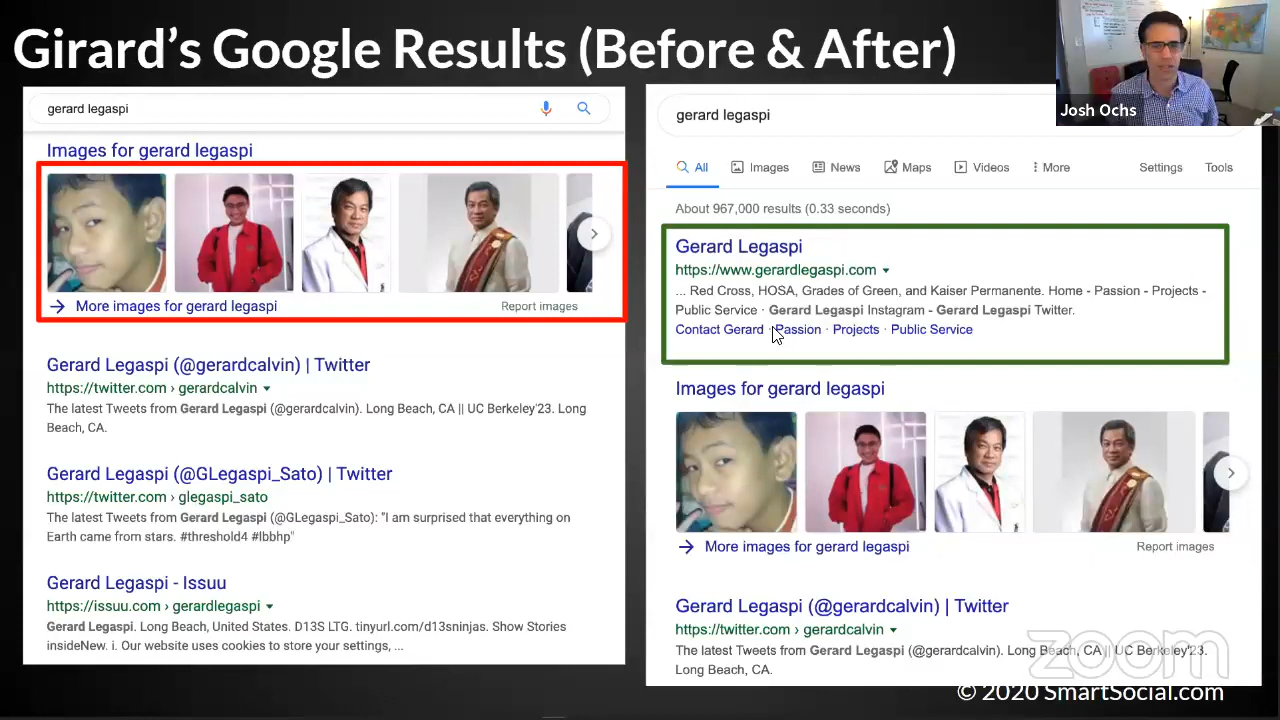 Girard's Google Results (Before & After)
Josh Ochs
gerard legaspi
Images for gerard legaspi
More images for gerard legaspi
Report images
Gerard Legaspi (@gerardcalvin) | Twitter
https://twitter.com › gerardcalvin
The latest Tweets from Gerard Legaspi (@gerardcalvin). Long Beach, CA || UC Berkeley'23. Long
Beach, CA.
Gerard Legaspi (@GLegaspi_Sato) | Twitter
https://twitter.com › glegaspi_sato
The latest Tweets from Gerard Legaspi (@GLegaspi_Sato): "I am surprised that everything on
Earth came from stars. #threshold4 #lbbhp"
Gerard Legaspi - Issuu
https://issuu.com › gerardlegaspi
Gerard Legaspi. Long Beach, United States. D13S LTG. tinyurl.com/d13sninjas. Show Stories
insideNew. i. Our website uses cookies to store your settings, ...
gerard legaspi
All Images News Maps Videos More Settings Tools
About 967,000 results (0.33 seconds)
Gerard Legaspi
https://www.gerardlegaspi.com
... Red Cross, HOSA, Grades of Green, and Kaiser Permanente. Home - Passion - Projects -
Public Service · Gerard Legaspi Instagram - Gerard Legaspi Twitter.
Contact Gerard · Passion · Projects · Public Service
Images for gerard legaspi
More images for gerard legaspi
Report images
Gerard Legaspi (@gerardcalvin) | Twitter
https://twitter.com › gerardcalvin
The latest Tweets from Gerard Legaspi (@gerardcalvin). Long Beach, CA || UC Berkeley'23.
Long Beach, CA.
zoom
© 2020 SmartSocial.com